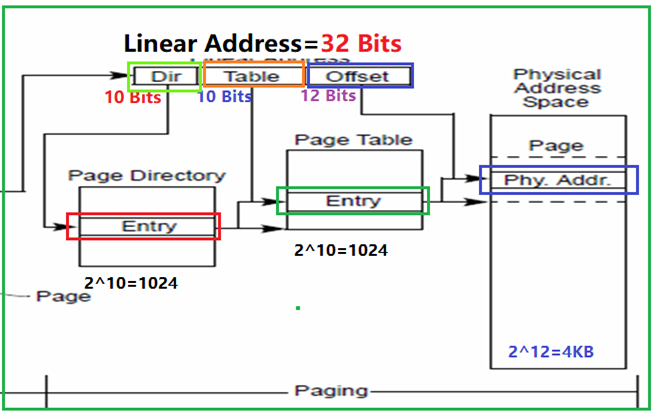 Linear Address=32 Bits
Dir Table Offset
10 Bits 10 Bits 12 Bits
Physical
Address
Space
Page Table
Page
Page Directory
Phy. Addr.
Entry
Entry
2^10=1024
2^10=1024
Page
2^12=4KB
Paging